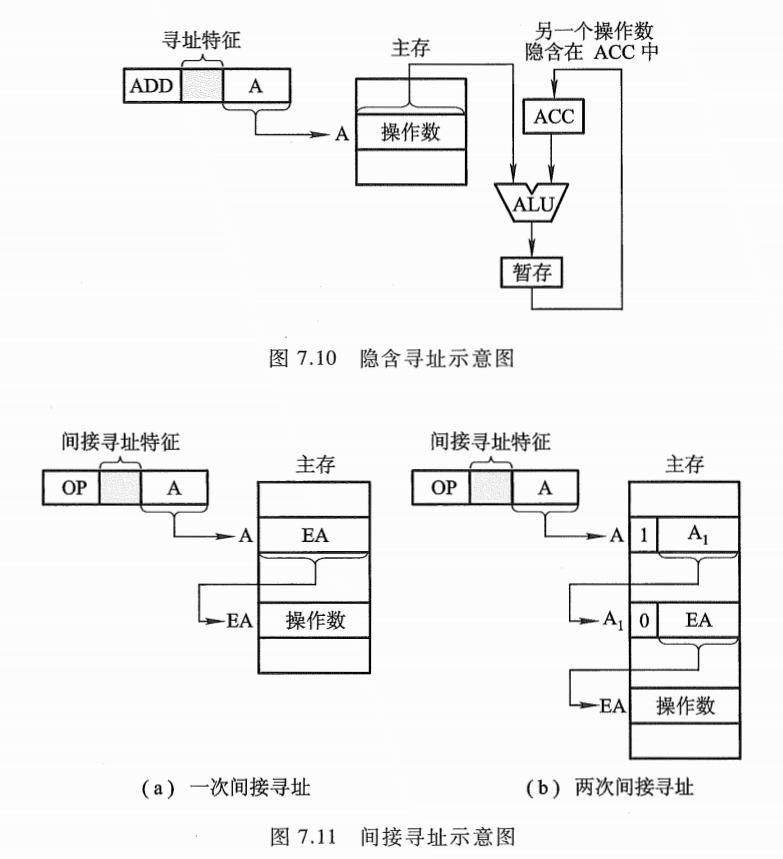 另一个操作数
隐含在 ACC 中
寻址特征
主存
ADD A
ACC
A 操作数
ALU
暂存
图 7.10 隐含寻址示意图
间接寻址特征
主存
OP A
A EA
EA 操作数
(a) 一次间接寻址
间接寻址特征
主存
OP A
A 1 A₁
A₁ 0 EA
EA 操作数
(b) 两次间接寻址
图 7.11 间接寻址示意图